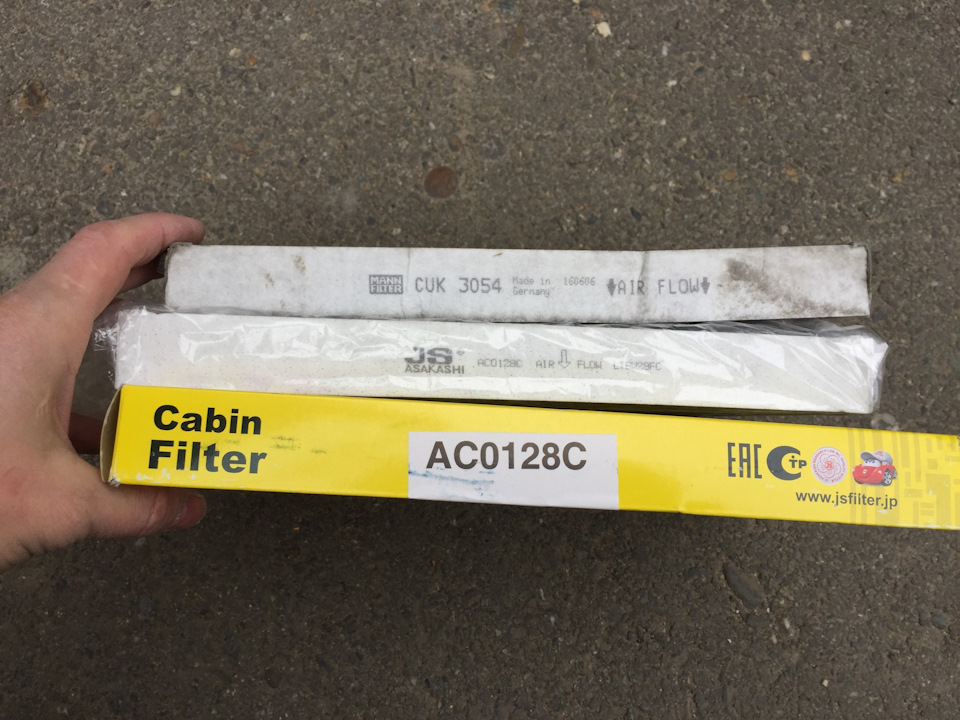 MANN
FILTER
CUK 3054
Made in
Germany
160606
AIR FLOW
JS
ASAKASHI
AC0128C
AIR FLOW
Cabin
Filter
AC0128C
EAC
TP
www.jsfilter.jp